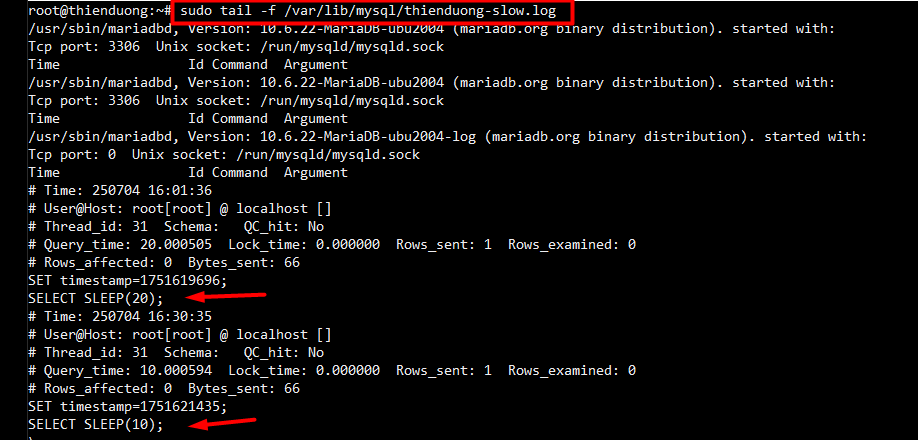 root@thienduong:~# sudo tail -f /var/lib/mysql/thienduong-slow.log
/usr/sbin/mariadbd, Version: 10.6.22-MariaDB-ubu2004 (mariadb.org binary distribution). started with:
Tcp port: 3306  Unix socket: /run/mysqld/mysqld.sock
Time                Id Command  Argument
/usr/sbin/mariadbd, Version: 10.6.22-MariaDB-ubu2004 (mariadb.org binary distribution). started with:
Tcp port: 3306  Unix socket: /run/mysqld/mysqld.sock
Time                Id Command  Argument
/usr/sbin/mariadbd, Version: 10.6.22-MariaDB-ubu2004-log (mariadb.org binary distribution). started with:
Tcp port: 0  Unix socket: /run/mysqld/mysqld.sock
Time                Id Command  Argument
# Time: 250704 16:01:36
# User@Host: root[root] @ localhost []
# Thread_id: 31  Schema:   QC_hit: No
# Query_time: 20.000505  Lock_time: 0.000000  Rows_sent: 1  Rows_examined: 0
# Rows_affected: 0  Bytes_sent: 66
SET timestamp=1751619696;
SELECT SLEEP(20);
# Time: 250704 16:30:35
# User@Host: root[root] @ localhost []
# Thread_id: 31  Schema:   QC_hit: No
# Query_time: 10.000594  Lock_time: 0.000000  Rows_sent: 1  Rows_examined: 0
# Rows_affected: 0  Bytes_sent: 66
SET timestamp=1751621435;
SELECT SLEEP(10);